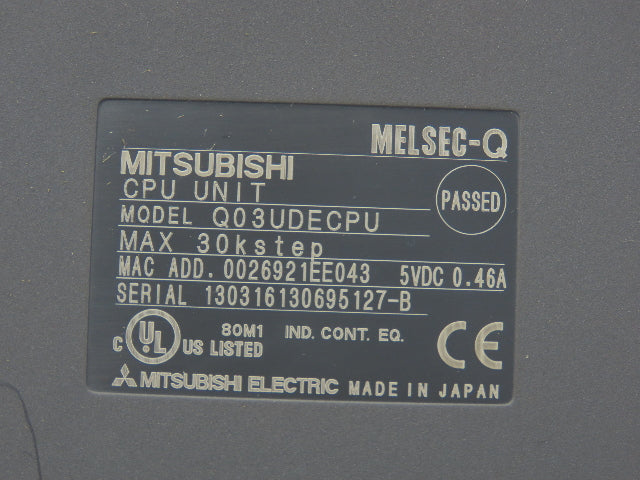 MELSEC-Q
MITSUBISHI
CPU UNIT
PASSED
MODEL Q03UDECPU
MAX 30kstep
MAC ADD. 0026921EE043 5VDC 0.46A
SERIAL 130316130695127-B
C UL US LISTED 80M1 IND. CONT. EQ. CE
MITSUBISHI ELECTRIC MADE IN JAPAN